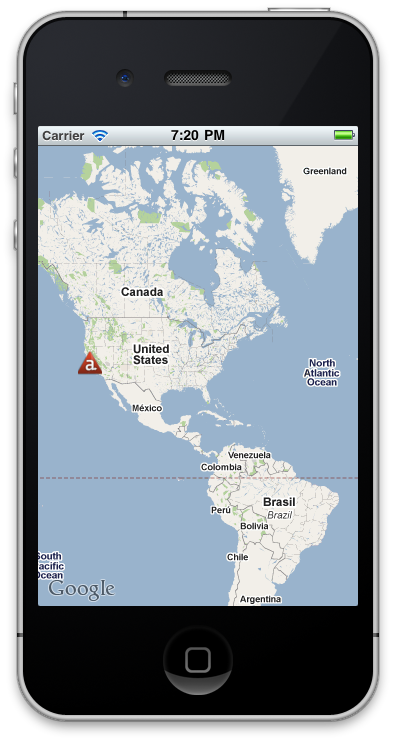 Carrier
7:20 PM
Greenland
Canada
United
States
a
North
Atlantic
Ocean
México
Venezuela
Colombia
Perú
Brasil
Brazil
Bolivia
Chile
South
acific
Ocean
Google
Argentina